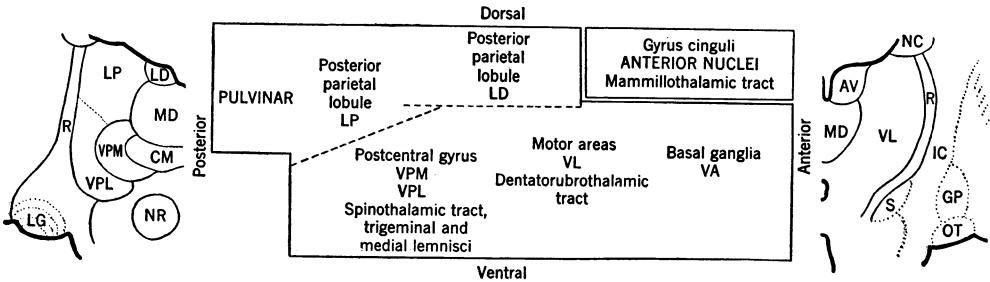 Dorsal
LP
LD
MD
R
VPM
CM
VPL
LG
NR
Posterior
PULVINAR
Posterior
parietal
lobule
LP
Posterior
parietal
lobule
LD
Gyrus cinguli
ANTERIOR NUCLEI
Mammillothalamic tract
Postcentral gyrus
VPM
VPL
Spinothalamic tract,
trigeminal and
medial lemnisci
Motor areas
VL
Dentatorubrothalamic
tract
Basal ganglia
VA
Anterior
Ventral
NC
AV
R
MD
VL
IC
S
GP
OT